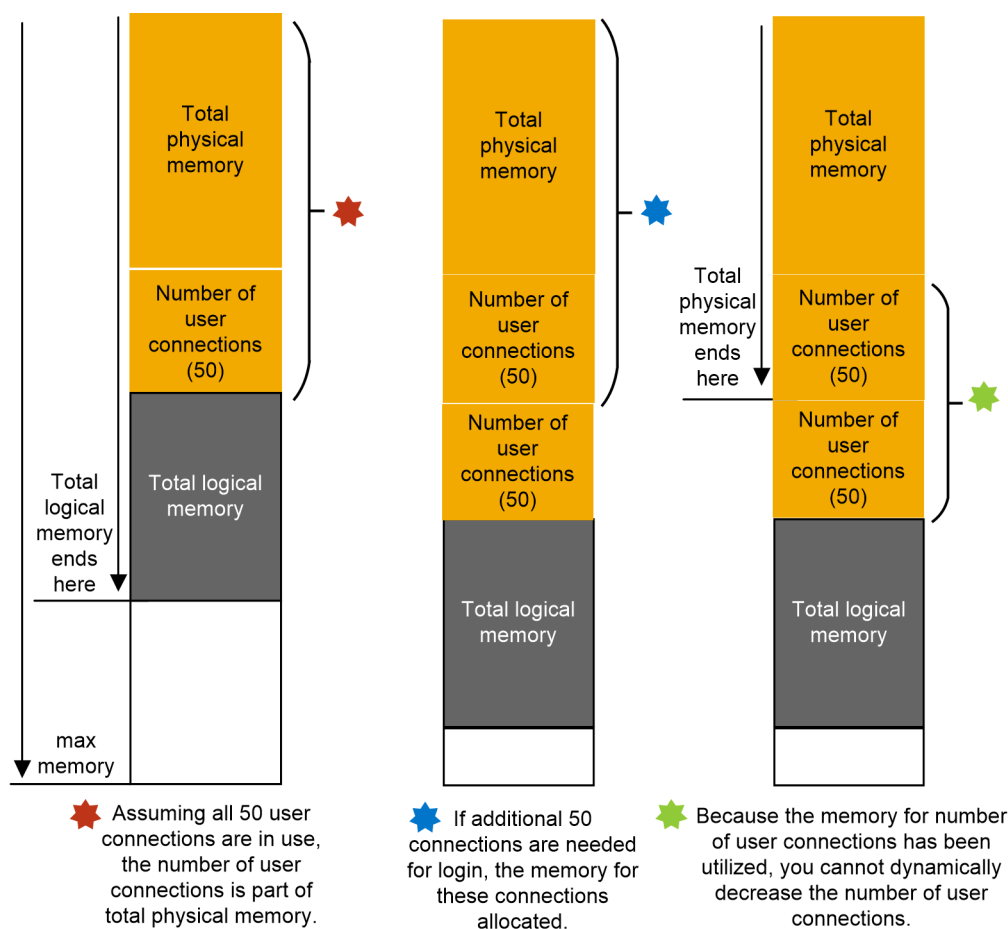 Total
physical
memory
Number of
user
connections
(50)
Total logical
memory
Total
logical
memory
ends
here
max
memory
Total
physical
memory
Number of
user
connections
(50)
Number of
user
connections
(50)
Total logical
memory
Total
physical
memory
ends
here
Total
physical
memory
Number of
user
connections
(50)
Number of
user
connections
(50)
Total logical
memory
Assuming all 50 user
connections are in use,
the number of user
connections is part of
total physical memory.
If additional 50
connections are needed
for login, the memory for
these connections
allocated.
Because the memory for number
of user connections has been
utilized, you cannot dynamically
decrease the number of user
connections.